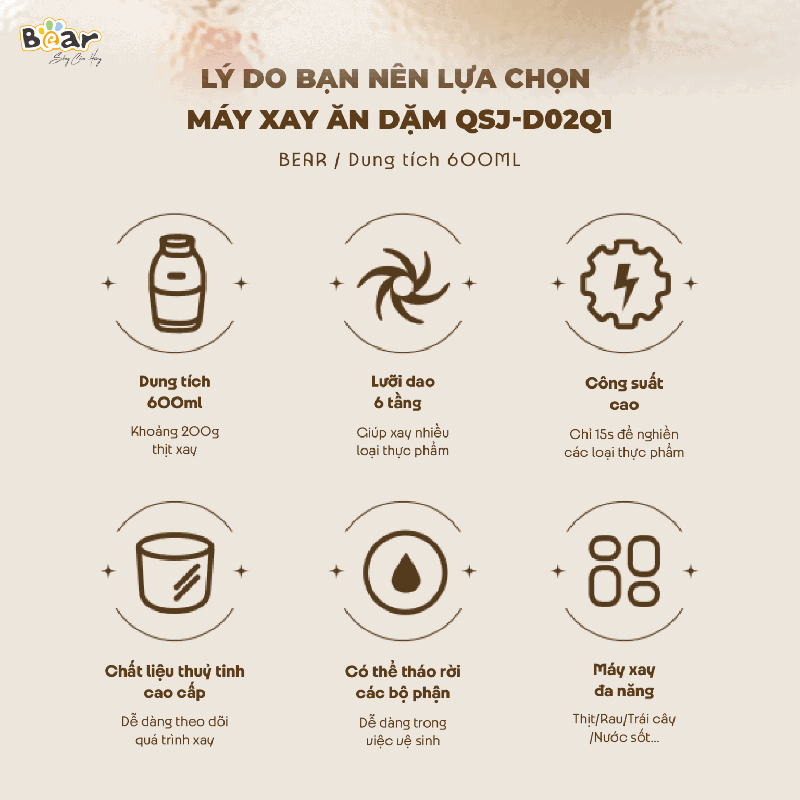 Bear
Sống Còn Hãng
LÝ DO BẠN NÊN LỰA CHỌN
MÁY XAY ĂN DẶM QSJ-D02Q1
BEAR / Dung tích 600ML
Dung tích
600ml
Khoảng 200g
thịt xay
Lưỡi dao
6 tầng
Giúp xay nhiều
loại thực phẩm
Công suất
cao
Chỉ 15s để nghiền
các loại thực phẩm
Chất liệu thuỷ tinh
cao cấp
Dễ dàng theo dõi
quá trình xay
Có thể tháo rời
các bộ phận
Dễ dàng trong
việc vệ sinh
Máy xay
đa năng
Thịt/Rau/Trái cây
/Nước sốt...